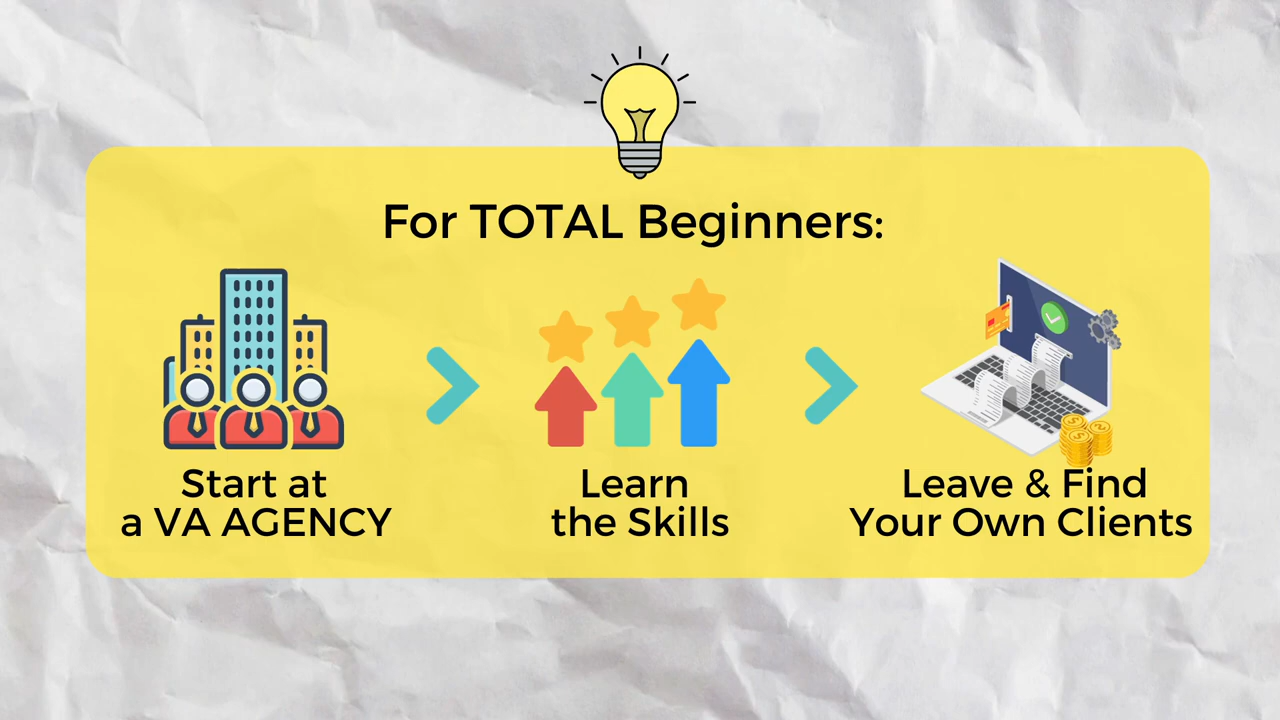 For TOTAL Beginners:
Start at
a VA AGENCY
Learn
the Skills
Leave & Find
Your Own Clients